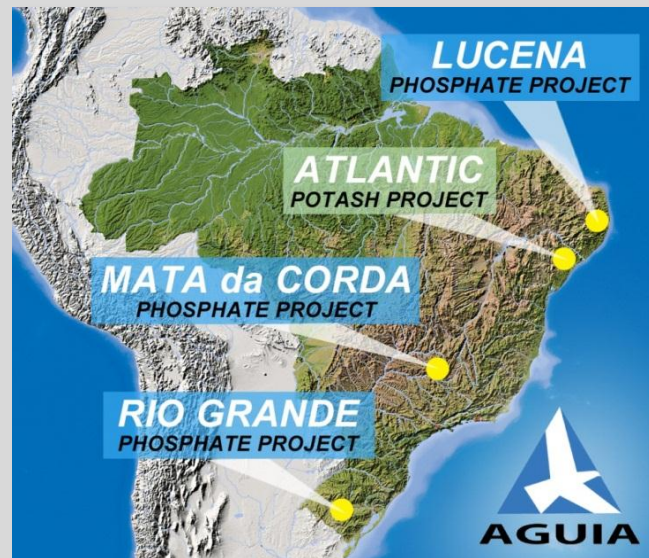 LUCENA
PHOSPHATE PROJECT
ATLANTIC
POTASH PROJECT
MATA da CORDA
PHOSPHATE PROJECT
RIO GRANDE
PHOSPHATE PROJECT
AGUIA